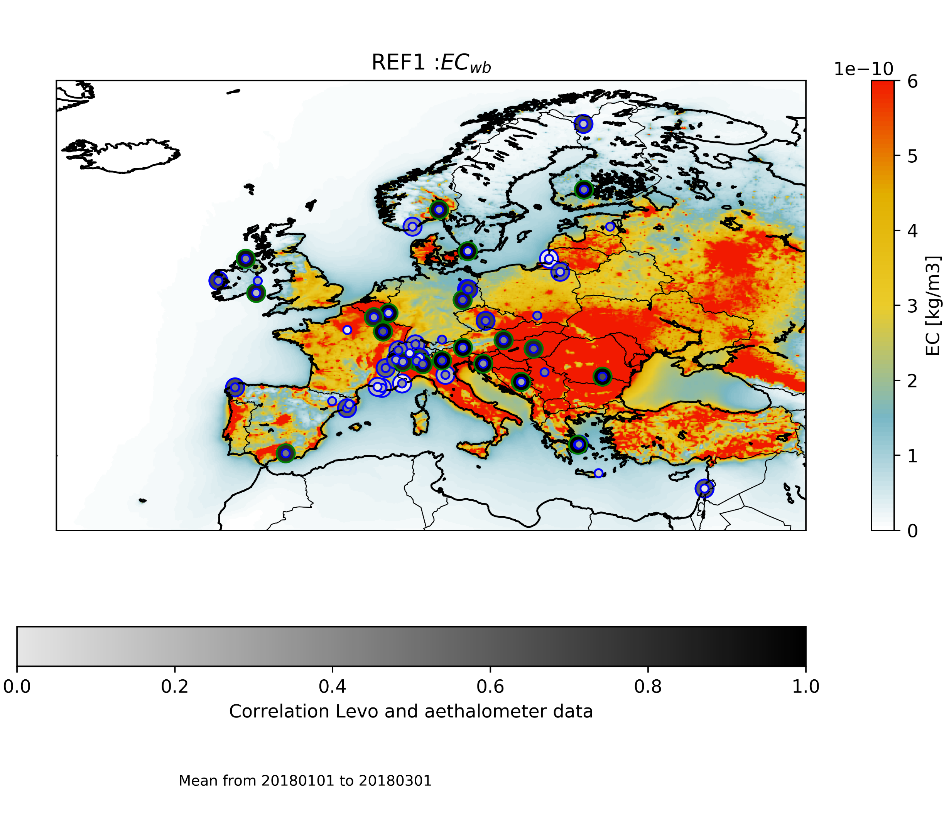 REF1 :EC_wb
1e−10
6
5
4
3
2
1
0
EC [kg/m3]
0.0 0.2 0.4 0.6 0.8 1.0
Correlation Levo and aethalometer data
Mean from 20180101 to 20180301